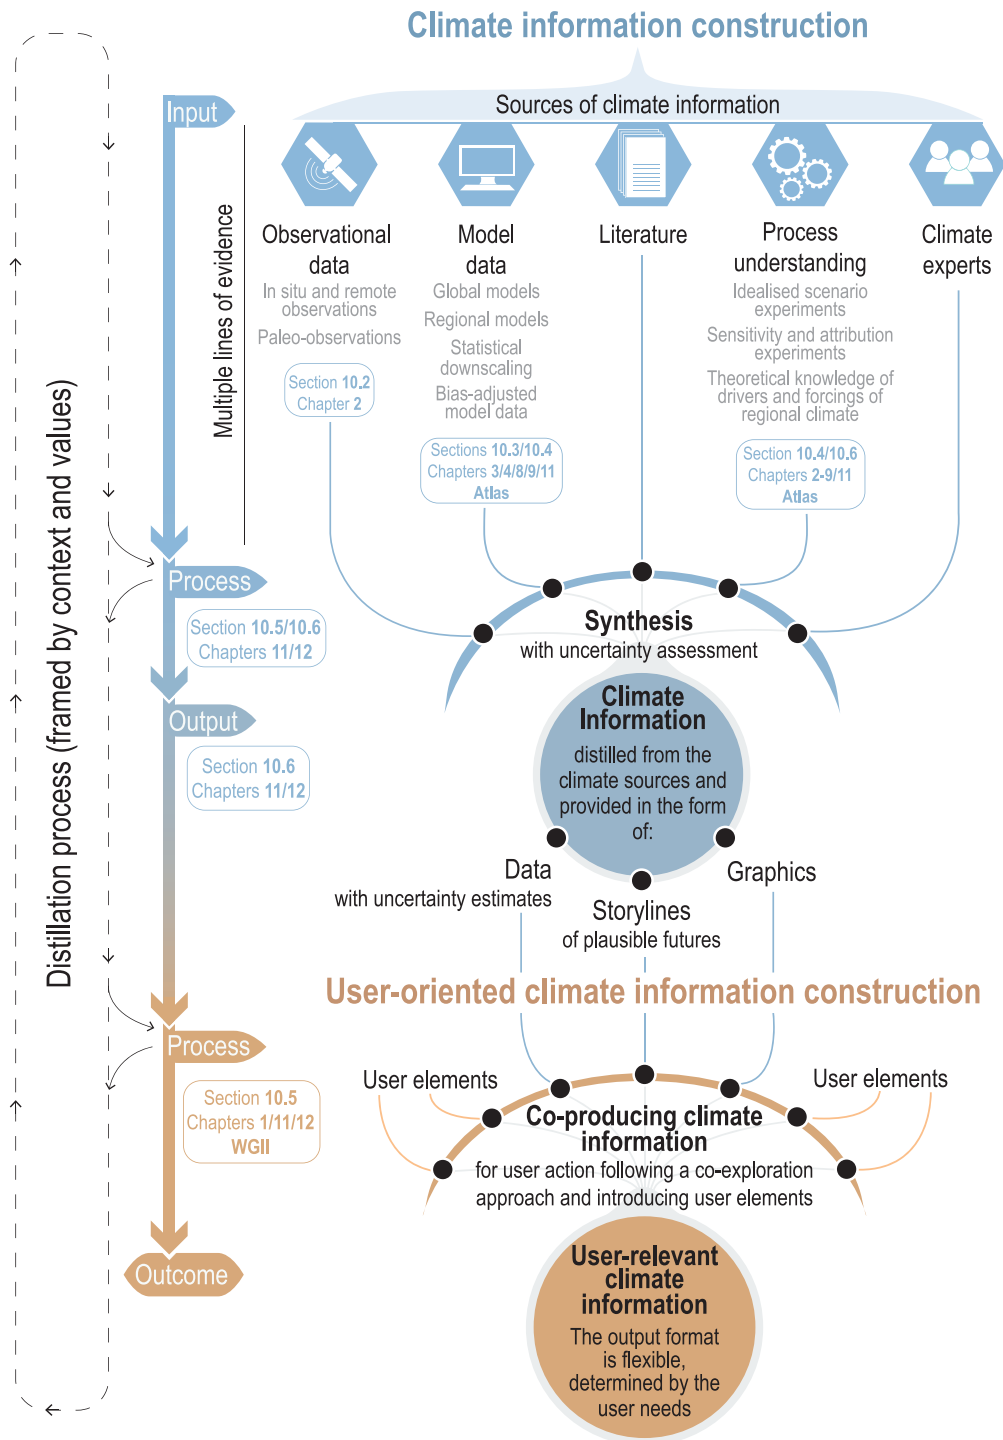 Climate information construction
Sources of climate information
Input
Multiple lines of evidence
Distillation process (framed by context and values)
Observational
data
In situ and remote
observations
Paleo-observations
Section 10.2
Chapter 2
Model
data
Global models
Regional models
Statistical
downscaling
Bias-adjusted
model data
Sections 10.3/10.4
Chapters 3/4/8/9/11
Atlas
Literature
Process
understanding
Idealised scenario
experiments
Sensitivity and attribution
experiments
Theoretical knowledge of
drivers and forcings of
regional climate
Section 10.4/10.6
Chapters 2-9/11
Atlas
Climate
experts
Process
Section 10.5/10.6
Chapters 11/12
Synthesis
with uncertainty assessment
Output
Section 10.6
Chapters 11/12
Climate
Information
distilled from the
climate sources and
provided in the form
of:
Data
with uncertainty estimates
Storylines
of plausible futures
Graphics
User-oriented climate information construction
Process
Section 10.5
Chapters 1/11/12
WGII
User elements
User elements
Co-producing climate
information
for user action following a co-exploration
approach and introducing user elements
Outcome
User-relevant
climate
information
The output format
is flexible,
determined by the
user needs